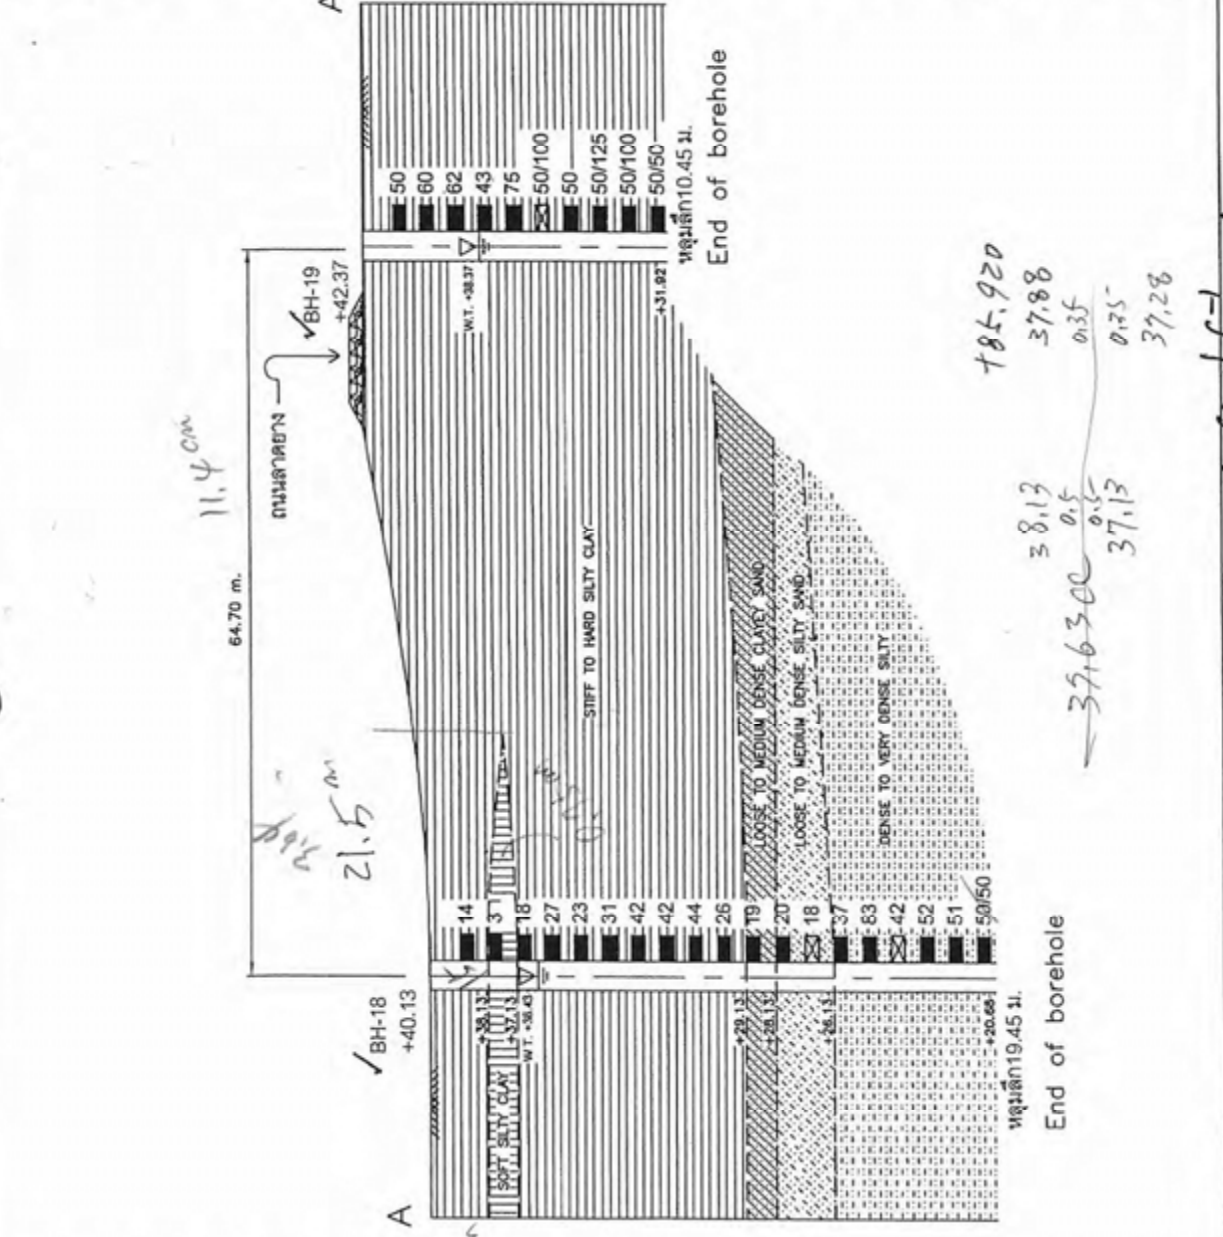 A
A
64.70 m.
11.4 cm
21.5 m
ถนนลาดยาง
✓BH-18
+40.13
✓BH-19
+42.37
14
3
18
27
23
31
42
42
44
26
19
20
18
37
83
42
52
51
50/50
+38.13
+37.13
W.T. +36.43
+29.13
+28.13
+26.13
+20.68
หลุมลึก19.45 ม.
End of borehole
50
60
62
43
75
50/100
50
50/125
50/100
50/50
W.T. +38.37
+31.92
หลุมลึก10.45 ม.
End of borehole
SOFT SILTY CLAY
STIFF TO HARD SILTY CLAY
LOOSE TO MEDIUM DENSE CLAYEY SAND
LOOSE TO MEDIUM DENSE SILTY SAND
DENSE TO VERY DENSE SILTY
+85.920
38.13
0.5
37.63
0.5
37.13
37.88
0.35
0.35
37.28